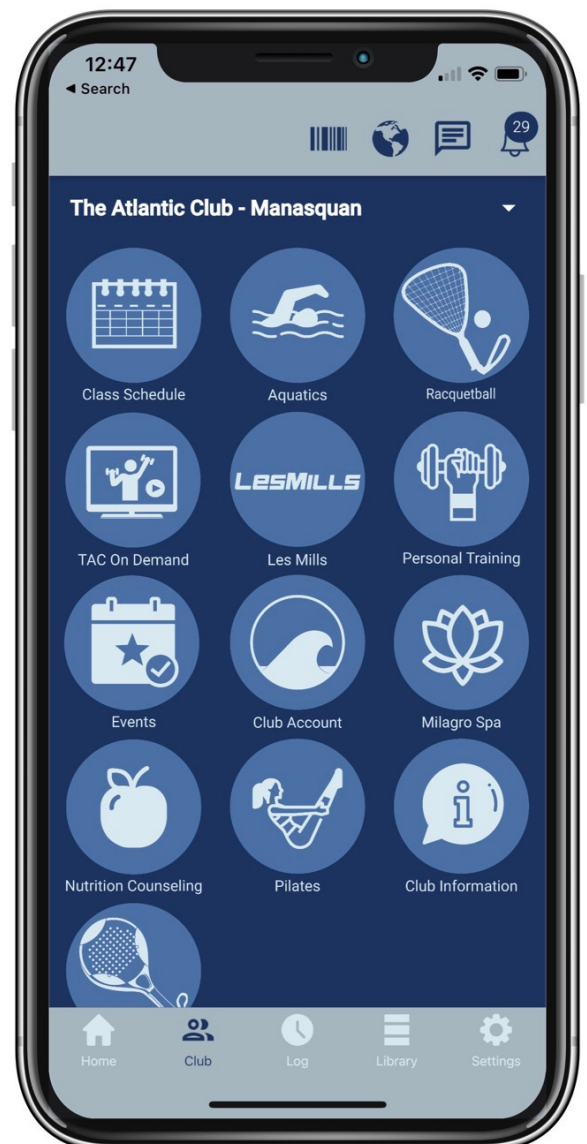 12:47
◄ Search
29
The Atlantic Club - Manasquan
Class Schedule
Aquatics
Racquetball
TAC On Demand
LesMills
Les Mills
Personal Training
Events
Club Account
Milagro Spa
Nutrition Counseling
Pilates
Club Information
Home
Club
Log
Library
Settings